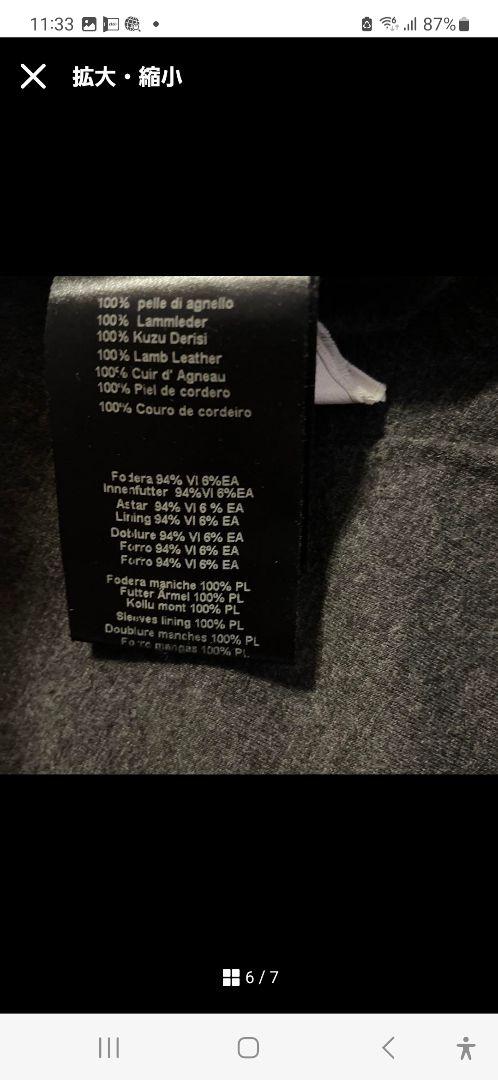 11:33
87%
拡大・縮小
100% pelle di agnello
100% Lammleder
100% Kuzu Derisi
100% Lamb Leather
100% Cuir d' Agneau
100% Piel de cordero
100% Couro de cordeiro
Fodera 94% VI 6%EA
Innenfutter 94%VI 6%EA
Astar 94% VI 6 % EA
Lining 94% VI 6% EA
Doblure 94% VI 6% EA
Forro 94% VI 6% EA
Forro 94% VI 6% EA
Fodera maniche 100% PL
Futter Ärmel 100% PL
Kollu mont 100% PL
Sleeves lining 100% PL
Doublure manches 100% PL
Forro mangas 100% PL
6 / 7